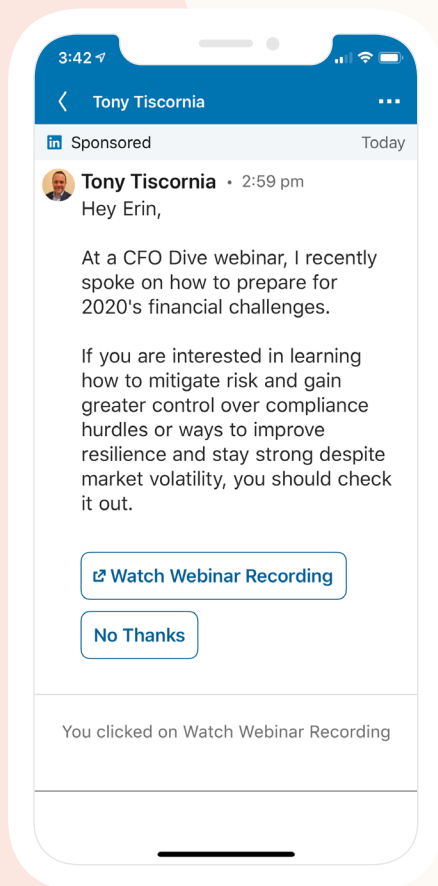 3:42
Tony Tiscornia
in Sponsored Today
Tony Tiscornia • 2:59 pm
Hey Erin,
At a CFO Dive webinar, I recently
spoke on how to prepare for
2020's financial challenges.
If you are interested in learning
how to mitigate risk and gain
greater control over compliance
hurdles or ways to improve
resilience and stay strong despite
market volatility, you should check
it out.
Watch Webinar Recording
No Thanks
You clicked on Watch Webinar Recording